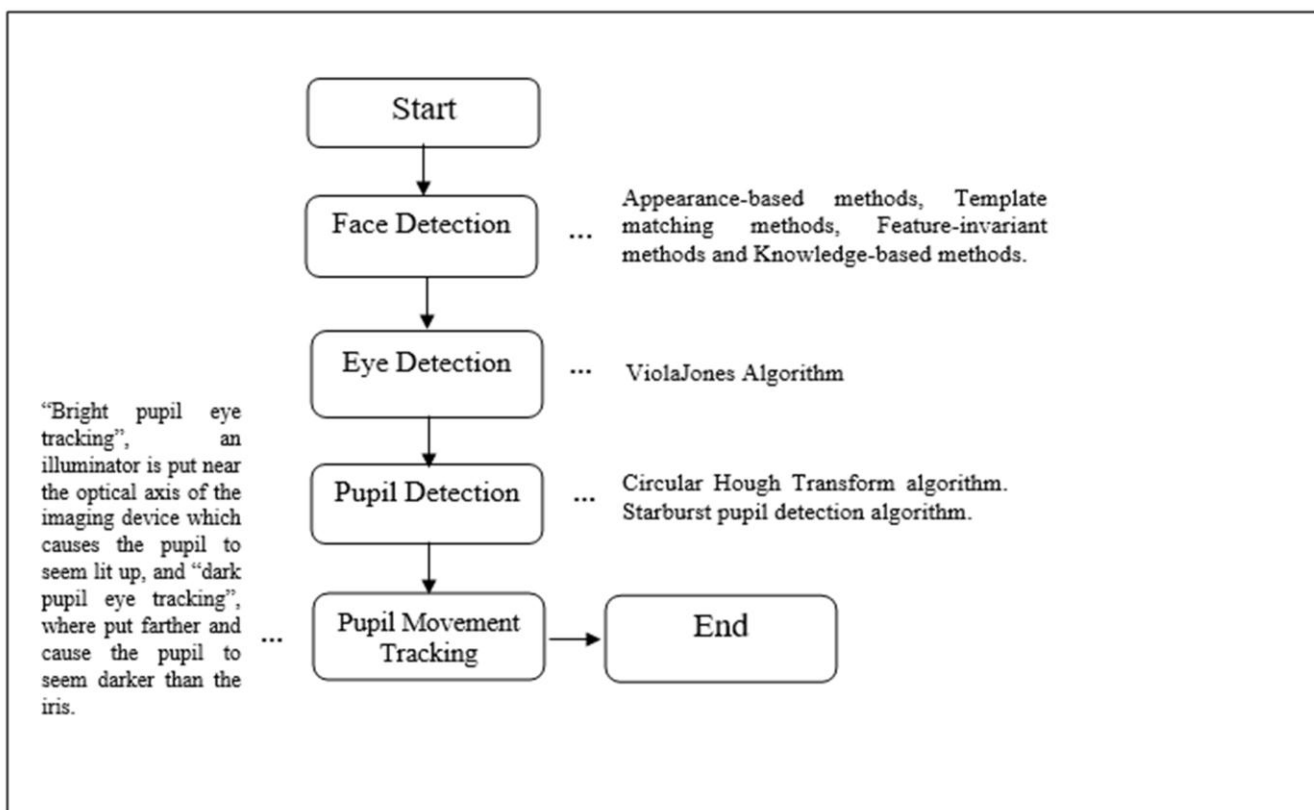 Start
Face Detection
...
Appearance-based methods, Template
matching methods, Feature-invariant
methods and Knowledge-based methods.
Eye Detection
...
ViolaJones Algorithm
Pupil Detection
...
Circular Hough Transform algorithm.
Starburst pupil detection algorithm.
“Bright pupil eye
tracking”, an
illuminator is put near
the optical axis of the
imaging device which
causes the pupil to
seem lit up, and “dark
pupil eye tracking”,
where put farther and
cause the pupil to
seem darker than the
iris.
...
Pupil Movement
Tracking
End